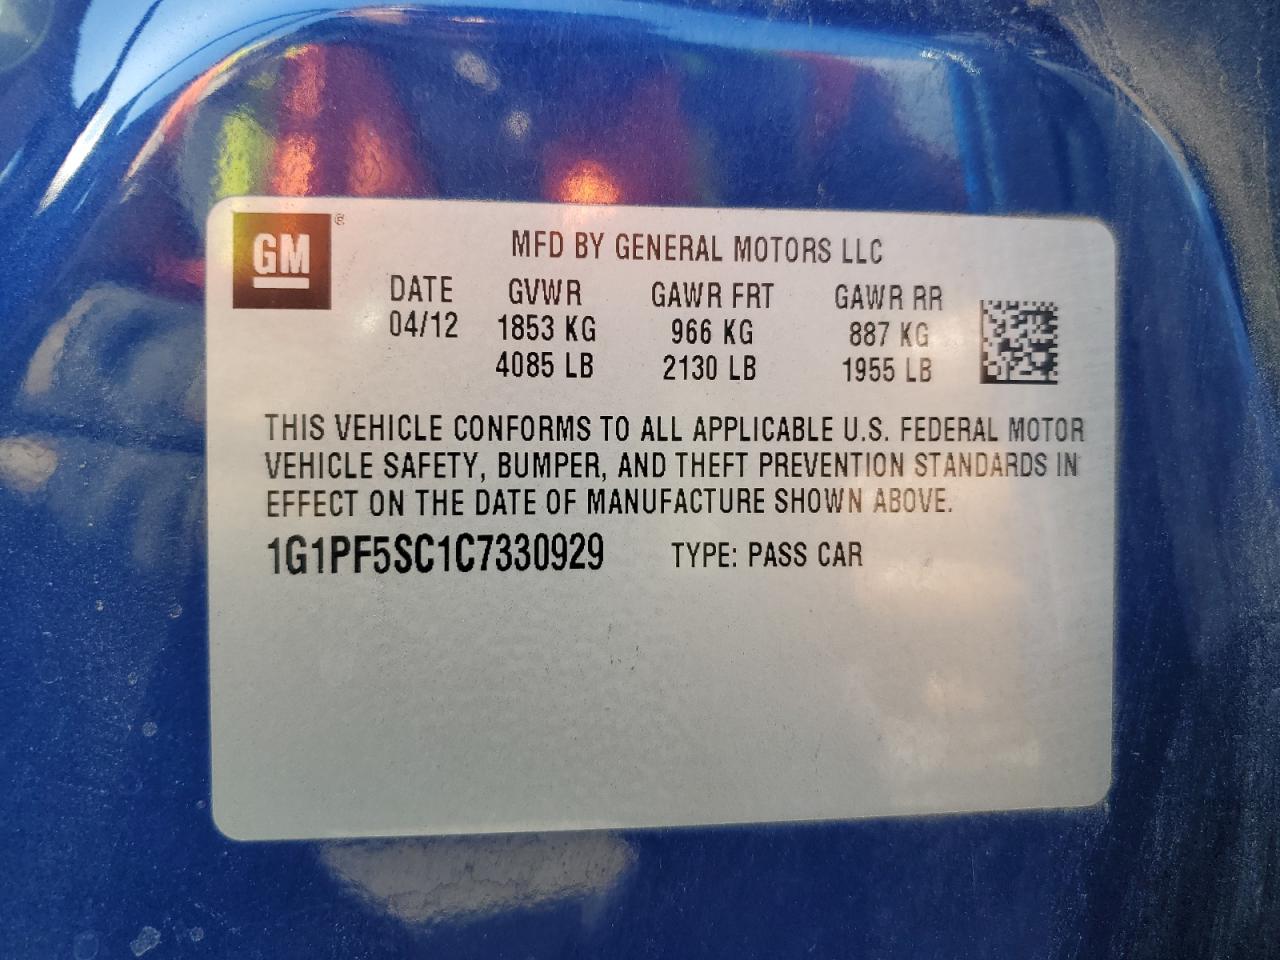 GM ®
MFD BY GENERAL MOTORS LLC
DATE GVWR GAWR FRT GAWR RR
04/12 1853 KG 966 KG 887 KG
4085 LB 2130 LB 1955 LB
THIS VEHICLE CONFORMS TO ALL APPLICABLE U.S. FEDERAL MOTOR
VEHICLE SAFETY, BUMPER, AND THEFT PREVENTION STANDARDS IN
EFFECT ON THE DATE OF MANUFACTURE SHOWN ABOVE.
1G1PF5SC1C7330929 TYPE: PASS CAR